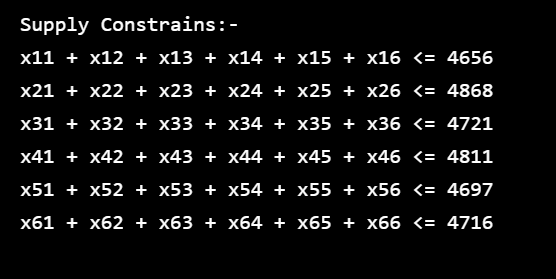 Supply Constrains:-
x11 + x12 + x13 + x14 + x15 + x16 <= 4656
x21 + x22 + x23 + x24 + x25 + x26 <= 4868
x31 + x32 + x33 + x34 + x35 + x36 <= 4721
x41 + x42 + x43 + x44 + x45 + x46 <= 4811
x51 + x52 + x53 + x54 + x55 + x56 <= 4697
x61 + x62 + x63 + x64 + x65 + x66 <= 4716